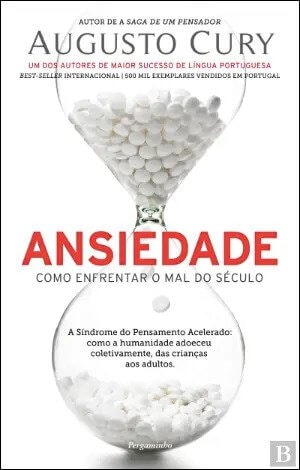 AUTOR DE A SAGA DE UM PENSADOR
AUGUSTO CURY
UM DOS AUTORES DE MAIOR SUCESSO DE LÍNGUA PORTUGUESA
BEST-SELLER INTERNACIONAL | 500 MIL EXEMPLARES VENDIDOS EM PORTUGAL
ANSIEDADE
COMO ENFRENTAR O MAL DO SÉCULO
A Síndrome do Pensamento Acelerado:
como a humanidade adoeceu
coletivamente, das crianças
aos adultos.
Pergaminho
B